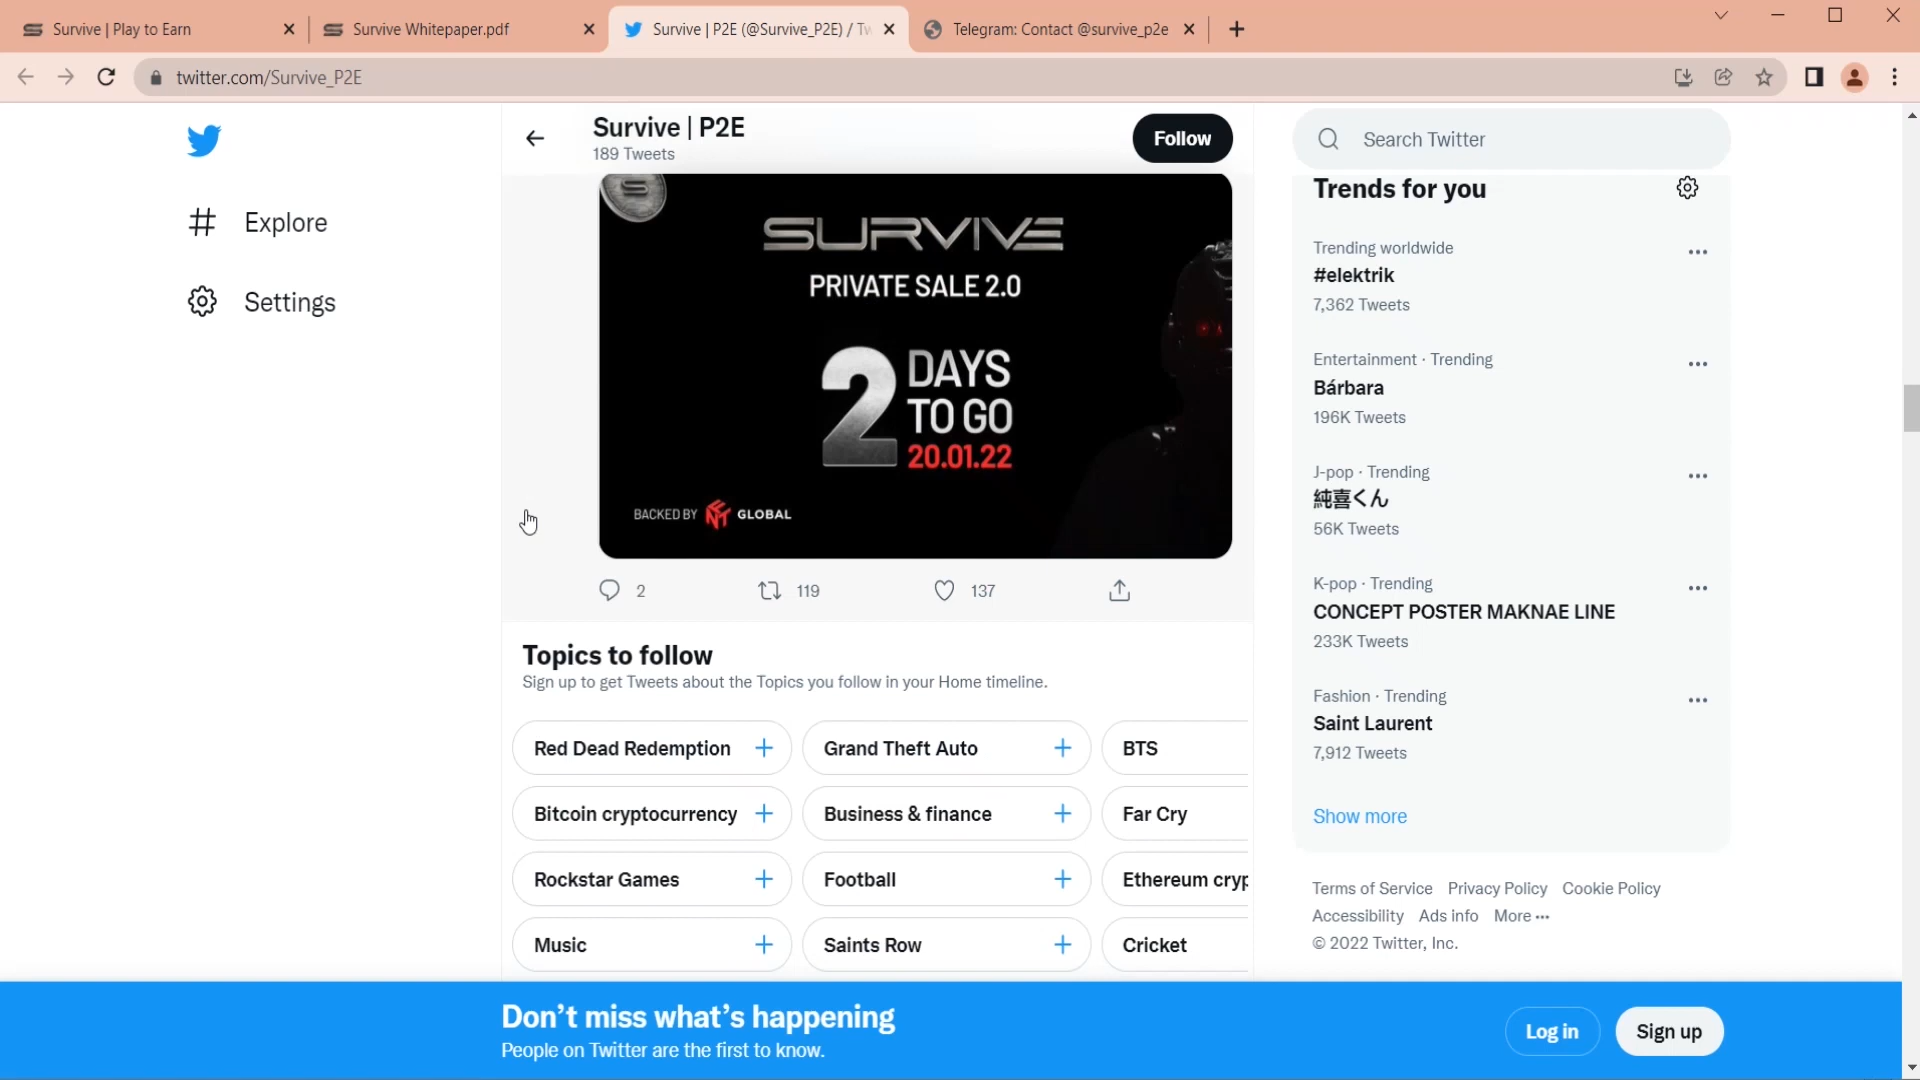 Survive | Play to Earn
Survive Whitepaper.pdf
Survive | P2E (@Survive_P2E) / Tw
Telegram: Contact @survive_p2e
twitter.com/Survive_P2E
Explore
Settings
Survive | P2E
189 Tweets
Follow
SURVIVE
PRIVATE SALE 2.0
2 DAYS
TO GO
20.01.22
BACKED BY NFT GLOBAL
2
119
137
Topics to follow
Sign up to get Tweets about the Topics you follow in your Home timeline.
Red Dead Redemption
Grand Theft Auto
BTS
Bitcoin cryptocurrency
Business & finance
Far Cry
Rockstar Games
Football
Ethereum cryp
Music
Saints Row
Cricket
Search Twitter
Trends for you
Trending worldwide
#elektrik
7,362 Tweets
Entertainment · Trending
Bárbara
196K Tweets
J-pop · Trending
純喜くん
56K Tweets
K-pop · Trending
CONCEPT POSTER MAKNAE LINE
233K Tweets
Fashion · Trending
Saint Laurent
7,912 Tweets
Show more
Terms of Service Privacy Policy Cookie Policy
Accessibility Ads info More ···
© 2022 Twitter, Inc.
Don’t miss what’s happening
People on Twitter are the first to know.
Log in
Sign up